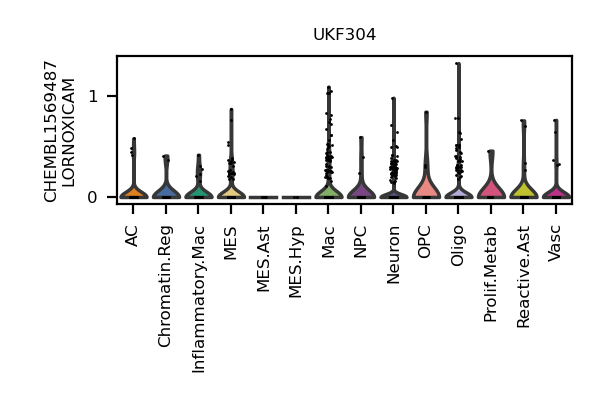 UKF304
CHEMBL1569487
LORNOXICAM
1
0
AC
Chromatin.Reg
Inflammatory.Mac
MES
MES.Ast
MES.Hyp
Mac
NPC
Neuron
OPC
Oligo
Prolif.Metab
Reactive.Ast
Vasc